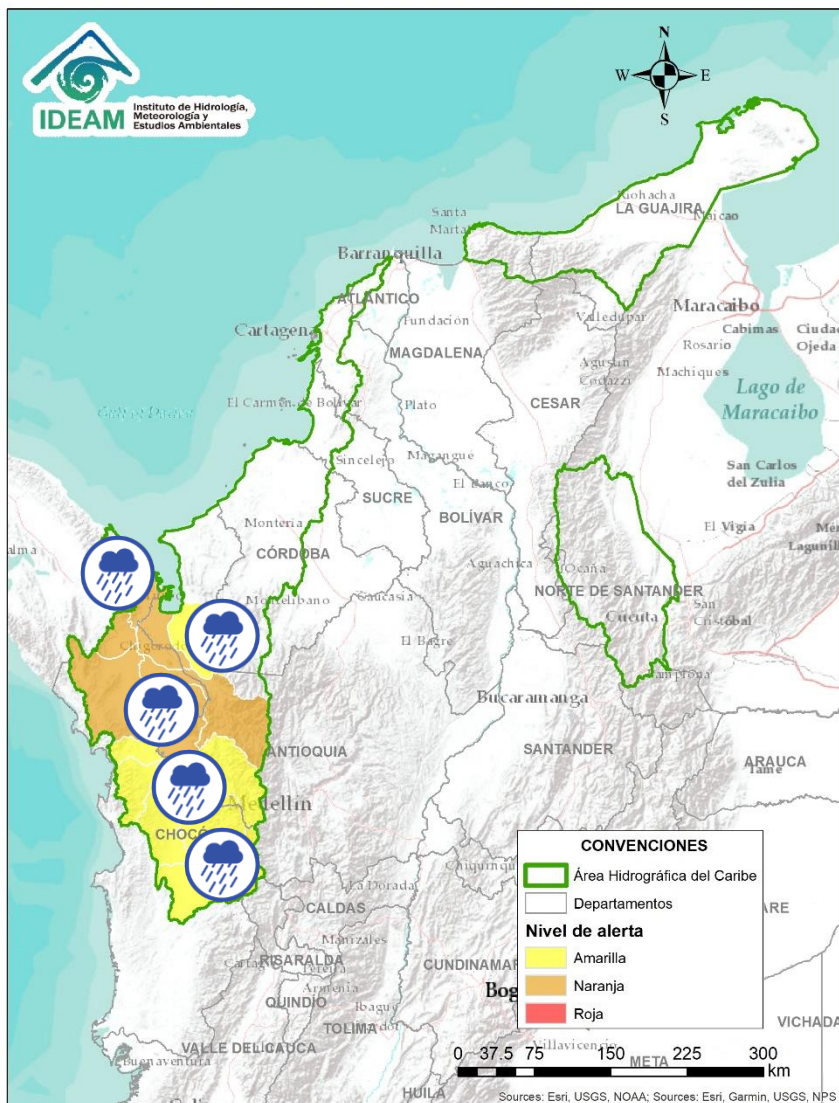 N
W
E
S
IDEAM
Instituto de Hidrología,
Meteorología y
Estudios Ambientales
Riohacha
LA GUAJIRA
Maicao
Santa
Marta
Barranquilla
ATLÁNTICO
Maracaibo
Cabimas
Ciudad
Ojeda
Cartagena
Fundación
Valledupar
Rosario
MAGDALENA
Machiques
Agustín
Codazzi
Lago de
Maracaibo
El Carmen de Bolívar
Plato
CESAR
Sincelejo
Magangué
San Carlos
del Zulia
SUCRE
El Banco
BOLÍVAR
El Vigía
Montería
CÓRDOBA
Aguachica
Ocaña
NORTE DE SANTANDER
Montelíbano
Caucasia
Cúcuta
San
Cristóbal
El Bagre
Pamplona
Bucaramanga
ANTIOQUIA
SANTANDER
ARAUCA
Tame
Medellín
CHOCÓ
La Dorada
CALDAS
Manizales
RISARALDA
Pereira
Armenia
QUINDÍO
Ibagué
TOLIMA
CUNDINAMAR
Bog
VALLE DEL CAUCA
Buenaventura
Villavicencio
META
VICHADA
HUILA
CONVENCIONES
Área Hidrográfica del Caribe
Departamentos
Nivel de alerta
Amarilla
Naranja
Roja
0 37.5 75 150 225 300
km
Sources: Esri, USGS, NOAA; Sources: Esri, Garmin, USGS, NPS